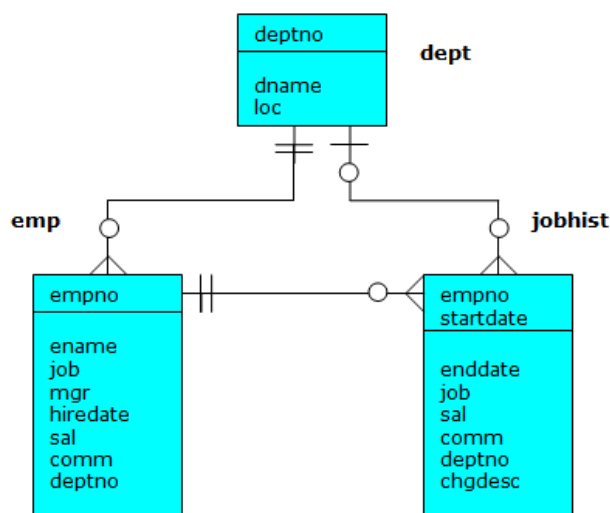 deptno
dept
dname
loc
emp
jobhist
empno
ename
job
mgr
hiredate
sal
comm
deptno
empno
startdate
enddate
job
sal
comm
deptno
chgdesc